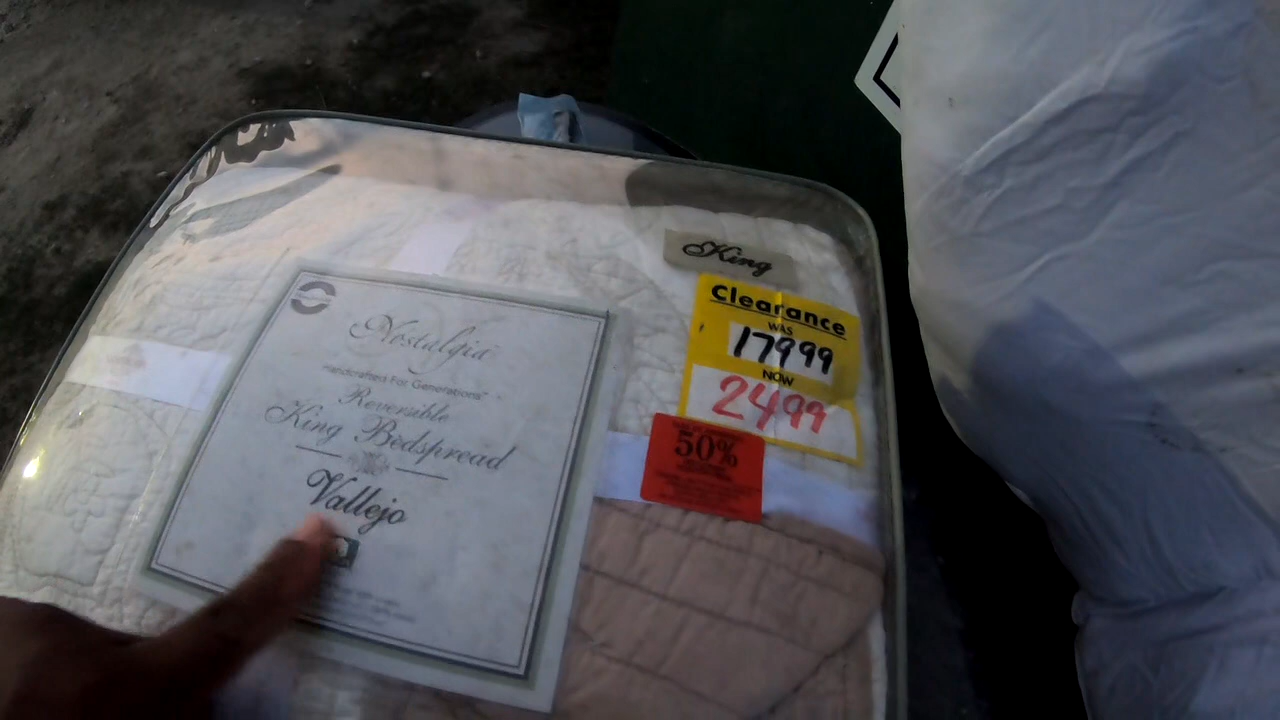 King
Clearance
WAS
17999
NOW
2499
50%
Nostalgia
Handcrafted For Generations™
Reversible
King Bedspread
Vallejo